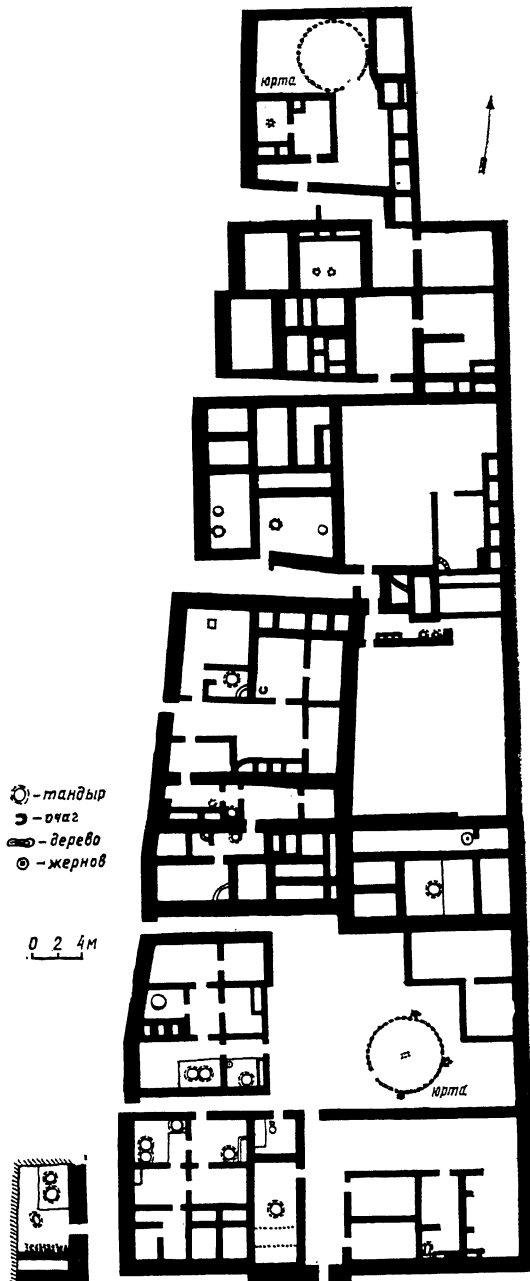 юрта
- тандыр
- очаг
- дерево
- жернов
0 2 4м
юрта